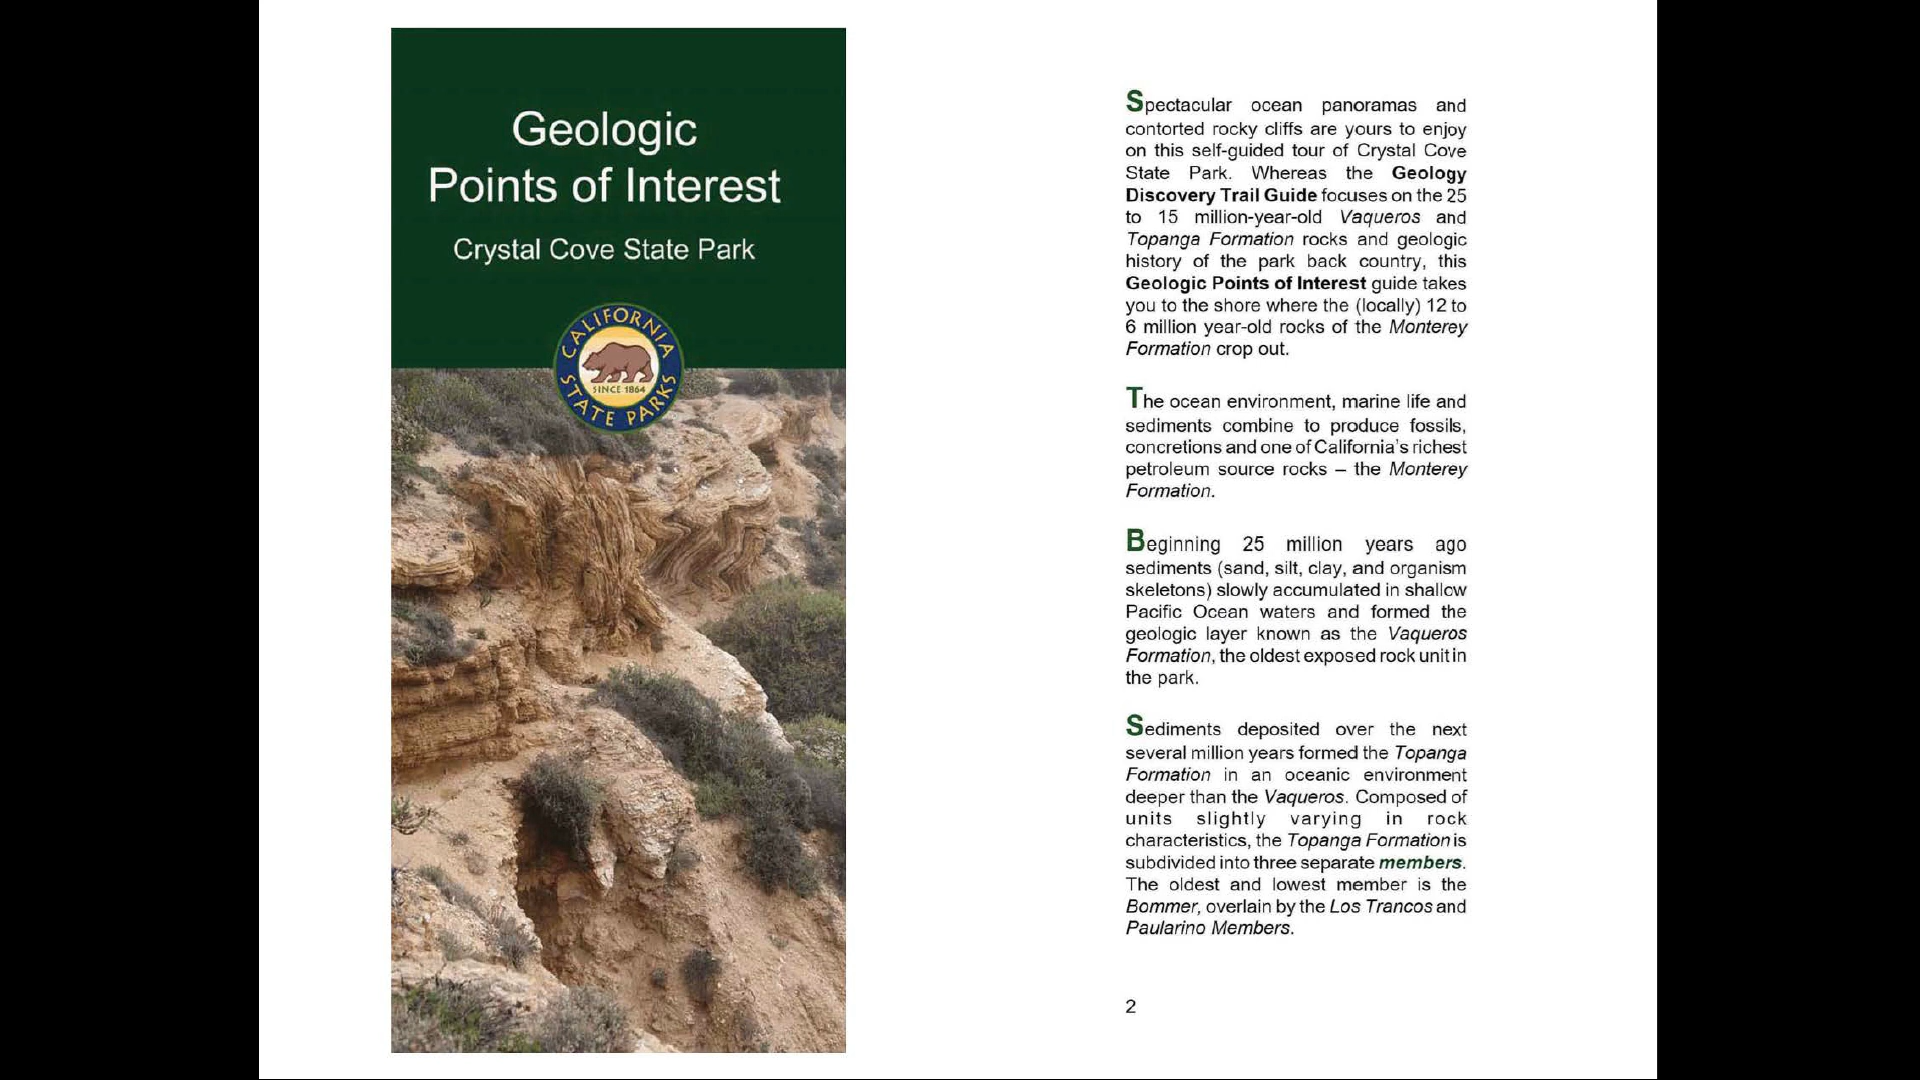 Geologic
Points of Interest
Crystal Cove State Park
CALIFORNIA
SINCE 1864
STATE PARKS
Spectacular ocean panoramas and
contorted rocky cliffs are yours to enjoy
on this self-guided tour of Crystal Cove
State Park. Whereas the Geology
Discovery Trail Guide focuses on the 25
to 15 million-year-old Vaqueros and
Topanga Formation rocks and geologic
history of the park back country, this
Geologic Points of Interest guide takes
you to the shore where the (locally) 12 to
6 million year-old rocks of the Monterey
Formation crop out.
The ocean environment, marine life and
sediments combine to produce fossils,
concretions and one of California's richest
petroleum source rocks – the Monterey
Formation.
Beginning 25 million years ago
sediments (sand, silt, clay, and organism
skeletons) slowly accumulated in shallow
Pacific Ocean waters and formed the
geologic layer known as the Vaqueros
Formation, the oldest exposed rock unit in
the park.
Sediments deposited over the next
several million years formed the Topanga
Formation in an oceanic environment
deeper than the Vaqueros. Composed of
units slightly varying in rock
characteristics, the Topanga Formation is
subdivided into three separate members.
The oldest and lowest member is the
Bommer, overlain by the Los Trancos and
Paularino Members.
2